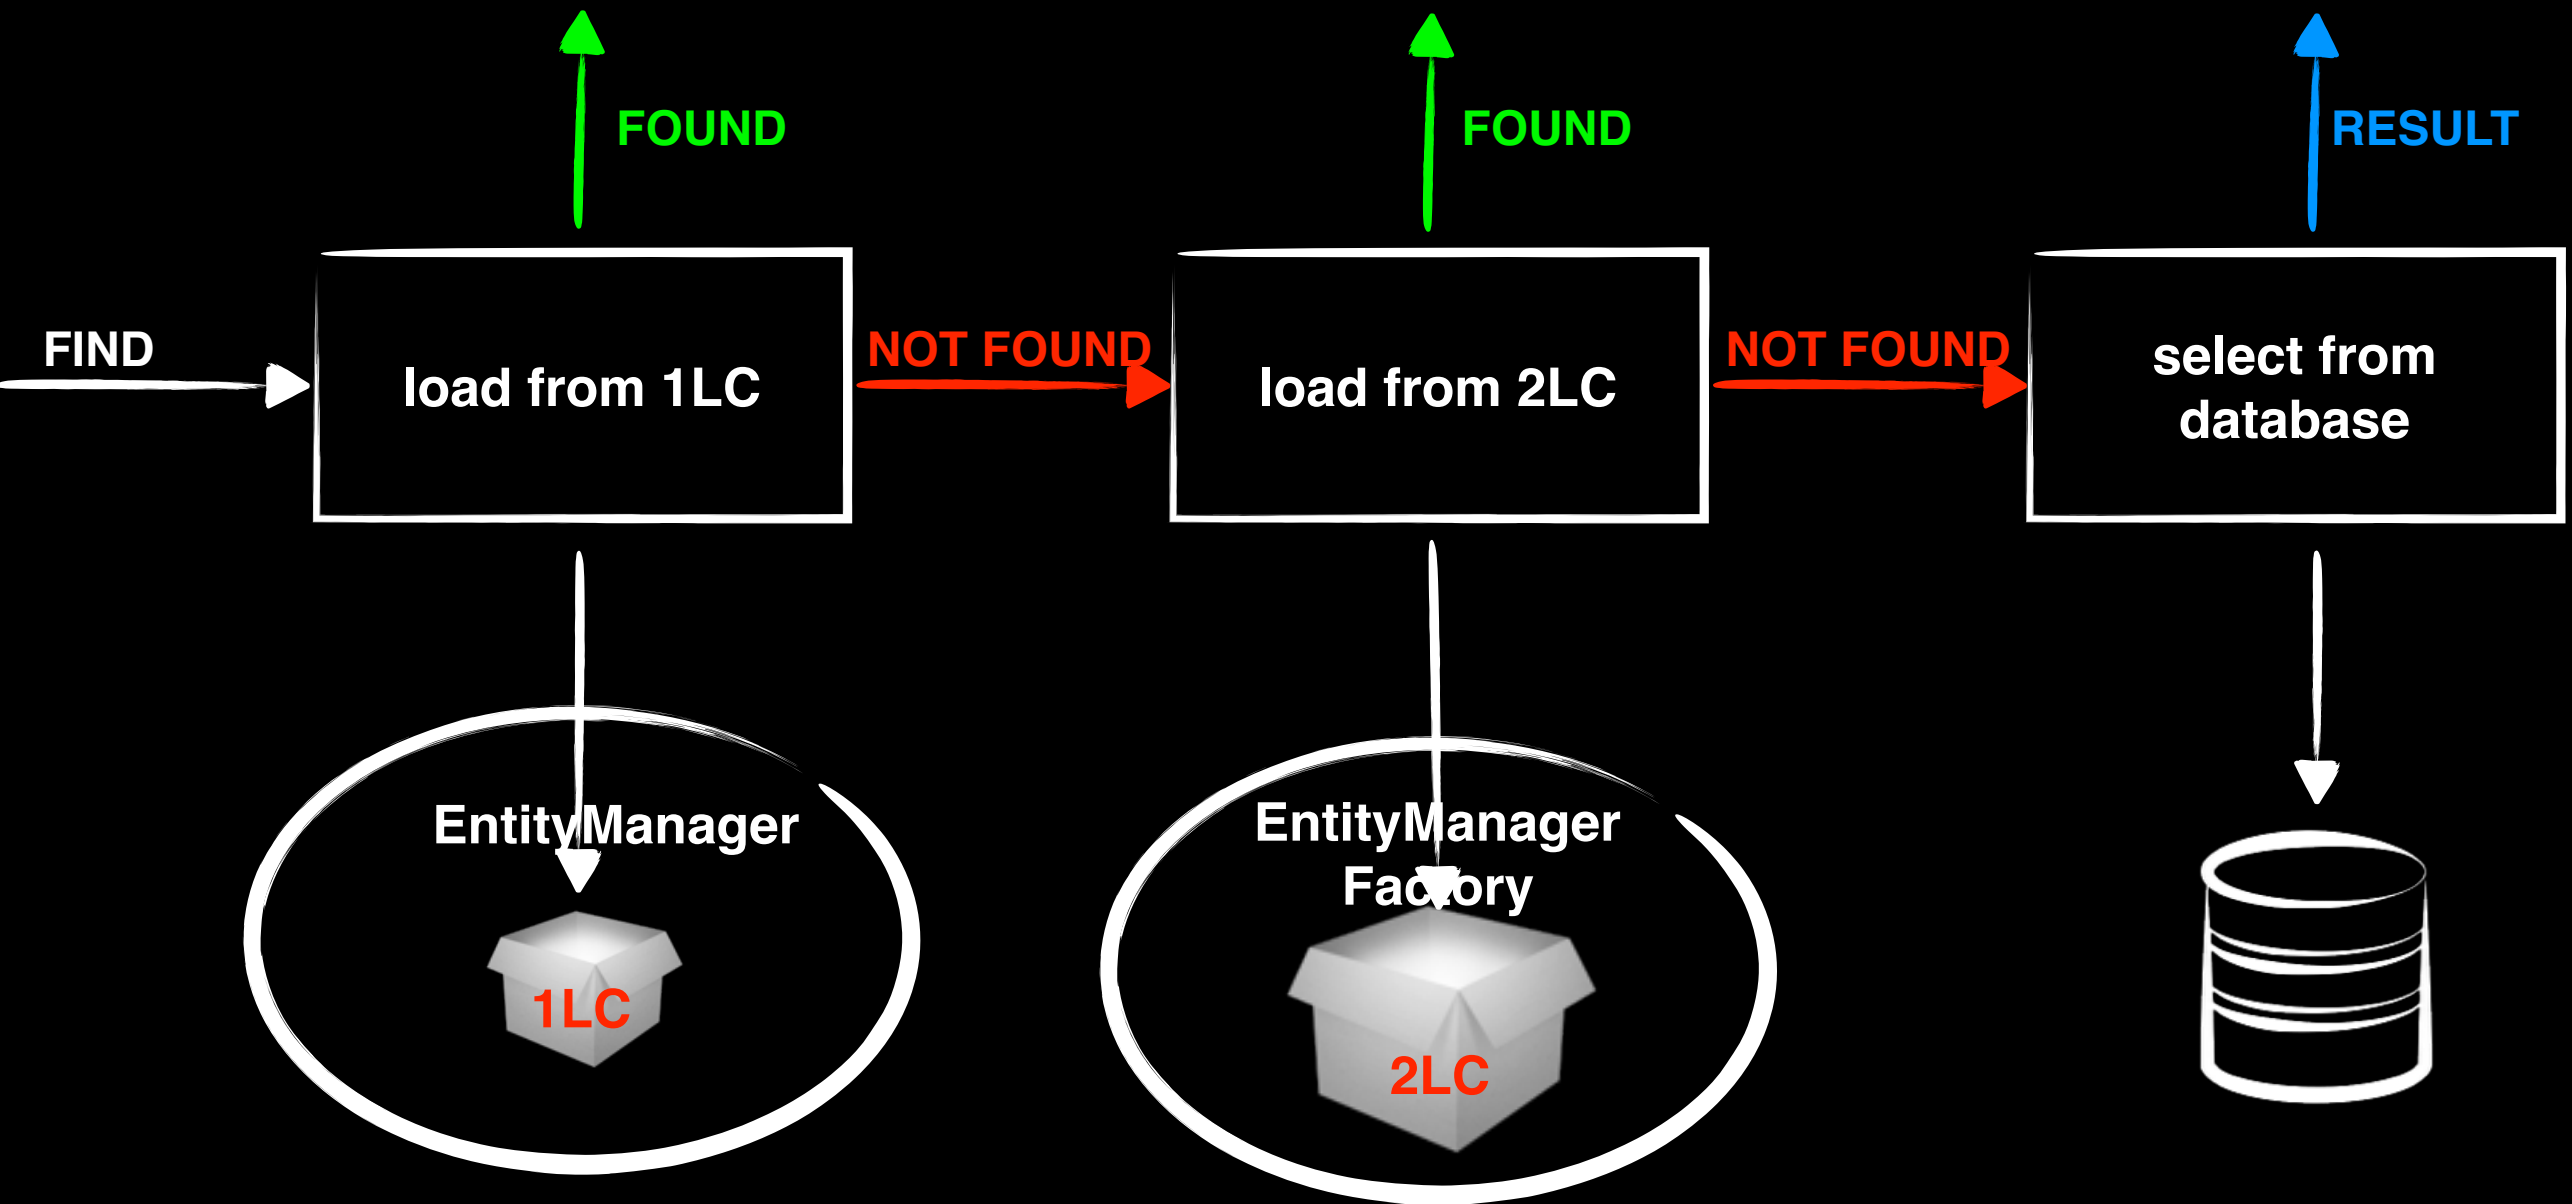 FOUND
FOUND
RESULT
FIND
NOT FOUND
NOT FOUND
load from 1LC
load from 2LC
select from
database
EntityManager
EntityManager
Factory
1LC
2LC